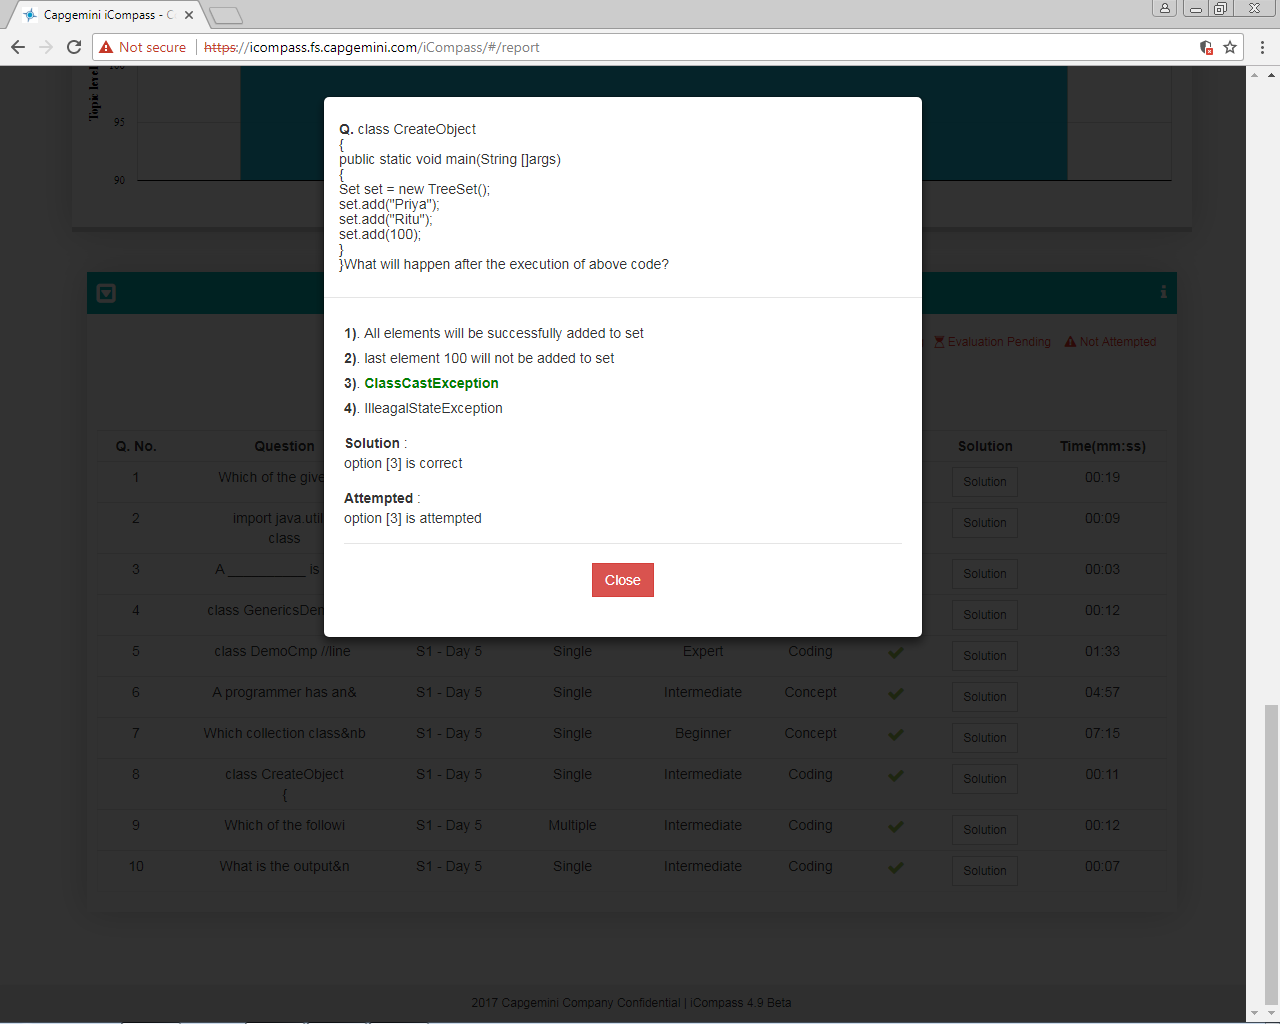 Capgemini iCompass - C
Not secure https://icompass.fs.capgemini.com/iCompass/#/report
Topic level
95
90
Q. class CreateObject
{
public static void main(String []args)
{
Set set = new TreeSet();
set.add("Priya");
set.add("Ritu");
set.add(100);
}
}What will happen after the execution of above code?
1). All elements will be successfully added to set
2). last element 100 will not be added to set
3). ClassCastException
4). IlleagalStateException
Solution :
option [3] is correct
Attempted :
option [3] is attempted
Close
Evaluation Pending Not Attempted
Q. No. Question Solution Time(mm:ss)
1 Which of the give Solution 00:19
2 import java.util Solution 00:09
class
3 A __________ is Solution 00:03
4 class GenericsDem Solution 00:12
5 class DemoCmp //line S1 - Day 5 Single Expert Coding Solution 01:33
6 A programmer has an& S1 - Day 5 Single Intermediate Concept Solution 04:57
7 Which collection class&nb S1 - Day 5 Single Beginner Concept Solution 07:15
8 class CreateObject S1 - Day 5 Single Intermediate Coding Solution 00:11
{
9 Which of the followi S1 - Day 5 Multiple Intermediate Coding Solution 00:12
10 What is the output&n S1 - Day 5 Single Intermediate Coding Solution 00:07
2017 Capgemini Company Confidential | iCompass 4.9 Beta